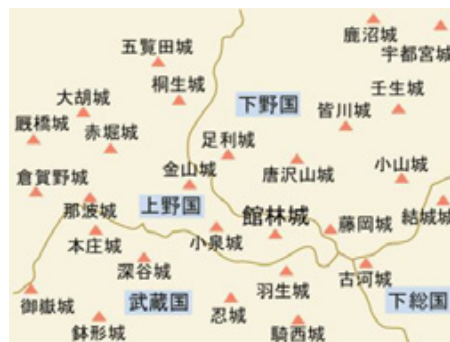 鹿沼城
宇都宮城
五覧田城
桐生城
下野国
壬生城
大胡城
皆川城
厩橋城
赤堀城
足利城
金山城
唐沢山城
小山城
倉賀野城
那波城
上野国
館林城
藤岡城
結城城
本庄城
小泉城
深谷城
羽生城
古河城
御嶽城
武蔵国
忍城
下総国
鉢形城
騎西城